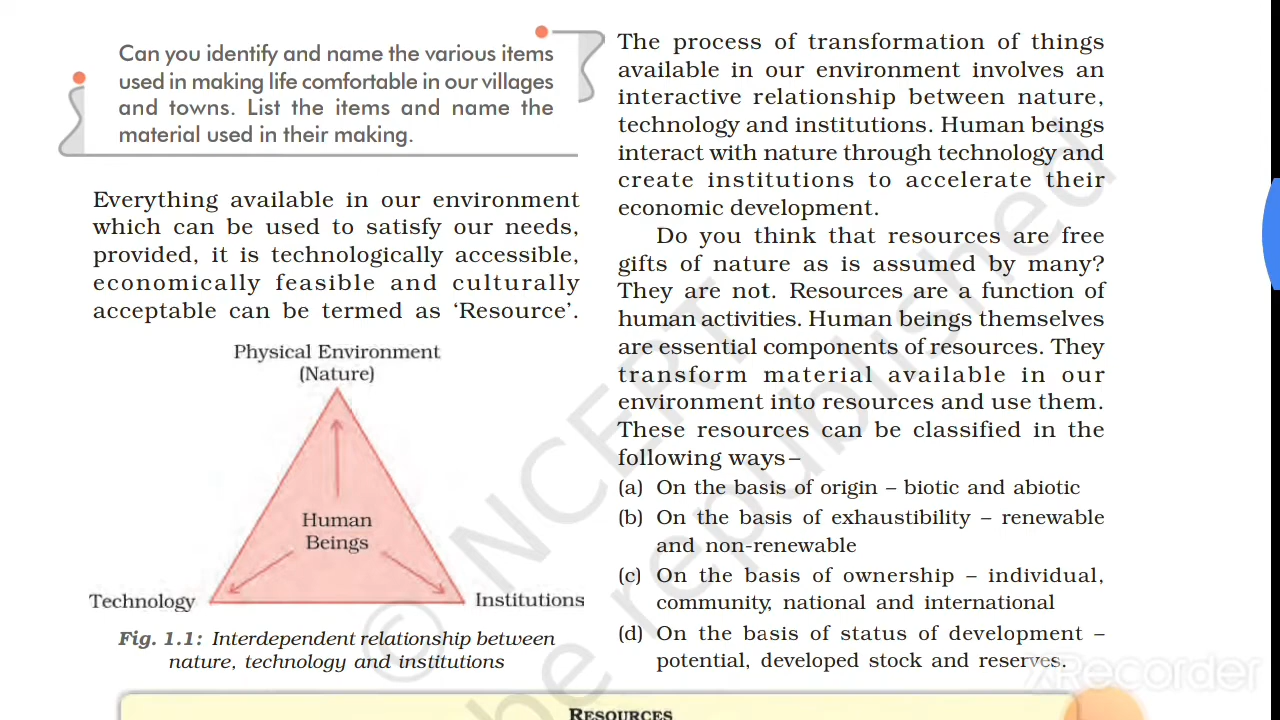 Can you identify and name the various items
used in making life comfortable in our villages
and towns. List the items and name the
material used in their making.
Everything available in our environment
which can be used to satisfy our needs,
provided, it is technologically accessible,
economically feasible and culturally
acceptable can be termed as ‘Resource’.
Physical Environment
(Nature)
Human
Beings
Technology
Institutions
Fig. 1.1: Interdependent relationship between
nature, technology and institutions
The process of transformation of things
available in our environment involves an
interactive relationship between nature,
technology and institutions. Human beings
interact with nature through technology and
create institutions to accelerate their
economic development.
Do you think that resources are free
gifts of nature as is assumed by many?
They are not. Resources are a function of
human activities. Human beings themselves
are essential components of resources. They
transform material available in our
environment into resources and use them.
These resources can be classified in the
following ways–
(a) On the basis of origin – biotic and abiotic
(b) On the basis of exhaustibility – renewable
and non-renewable
(c) On the basis of ownership – individual,
community, national and international
(d) On the basis of status of development –
potential, developed stock and reserves.
RESOURCES
© NCERT
be republished
XRecorder